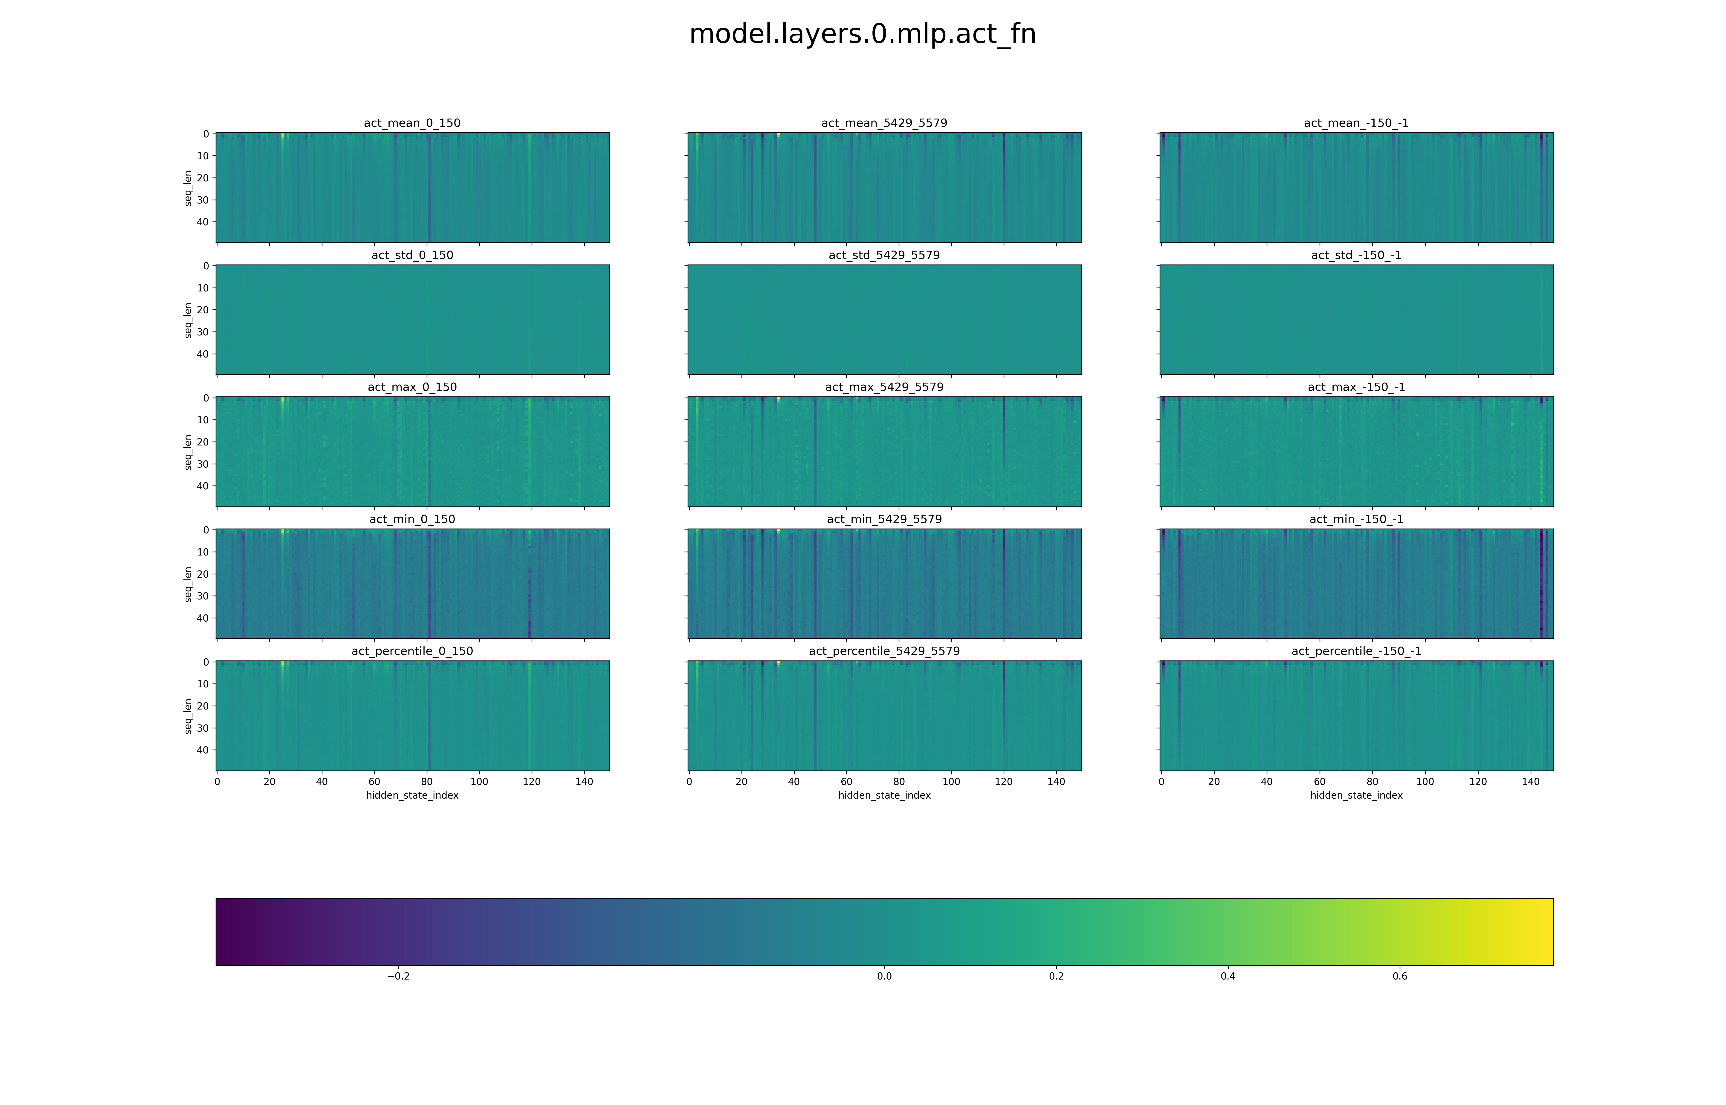 model.layers.0.mlp.act_fn
act_mean_0_150
act_mean_5429_5579
act_mean_-150_-1
0
10
20
30
40
seq_len
act_std_0_150
act_std_5429_5579
act_std_-150_-1
0
10
20
30
40
seq_len
act_max_0_150
act_max_5429_5579
act_max_-150_-1
0
10
20
30
40
seq_len
act_min_0_150
act_min_5429_5579
act_min_-150_-1
0
10
20
30
40
seq_len
act_percentile_0_150
act_percentile_5429_5579
act_percentile_-150_-1
0
10
20
30
40
seq_len
0 20 40 60 80 100 120 140
0 20 40 60 80 100 120 140
0 20 40 60 80 100 120 140
hidden_state_index
hidden_state_index
hidden_state_index
−0.2 0.0 0.2 0.4 0.6